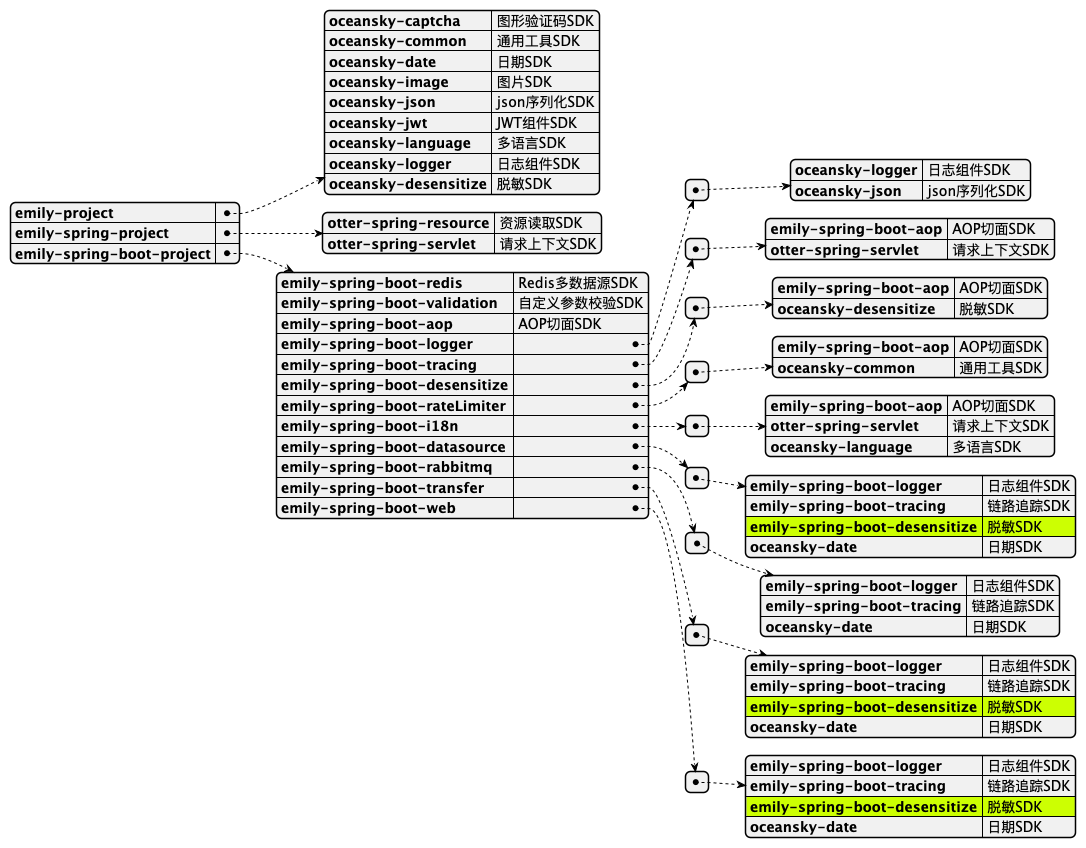 oceansky-captcha 图形验证码SDK
oceansky-common 通用工具SDK
oceansky-date 日期SDK
oceansky-image 图片SDK
oceansky-json json序列化SDK
oceansky-jwt JWT组件SDK
oceansky-language 多语言SDK
oceansky-logger 日志组件SDK
oceansky-desensitize 脱敏SDK
emily-project
emily-spring-project
emily-spring-boot-project
otter-spring-resource 资源读取SDK
otter-spring-servlet 请求上下文SDK
emily-spring-boot-redis Redis多数据源SDK
emily-spring-boot-validation 自定义参数校验SDK
emily-spring-boot-aop AOP切面SDK
emily-spring-boot-logger
emily-spring-boot-tracing
emily-spring-boot-desensitize
emily-spring-boot-rateLimiter
emily-spring-boot-i18n
emily-spring-boot-datasource
emily-spring-boot-rabbitmq
emily-spring-boot-transfer
emily-spring-boot-web
oceansky-logger 日志组件SDK
oceansky-json json序列化SDK
emily-spring-boot-aop AOP切面SDK
otter-spring-servlet 请求上下文SDK
emily-spring-boot-aop AOP切面SDK
oceansky-desensitize 脱敏SDK
emily-spring-boot-aop AOP切面SDK
oceansky-common 通用工具SDK
emily-spring-boot-aop AOP切面SDK
otter-spring-servlet 请求上下文SDK
oceansky-language 多语言SDK
emily-spring-boot-logger 日志组件SDK
emily-spring-boot-tracing 链路追踪SDK
emily-spring-boot-desensitize 脱敏SDK
oceansky-date 日期SDK
emily-spring-boot-logger 日志组件SDK
emily-spring-boot-tracing 链路追踪SDK
oceansky-date 日期SDK
emily-spring-boot-logger 日志组件SDK
emily-spring-boot-tracing 链路追踪SDK
emily-spring-boot-desensitize 脱敏SDK
oceansky-date 日期SDK
emily-spring-boot-logger 日志组件SDK
emily-spring-boot-tracing 链路追踪SDK
emily-spring-boot-desensitize 脱敏SDK
oceansky-date 日期SDK